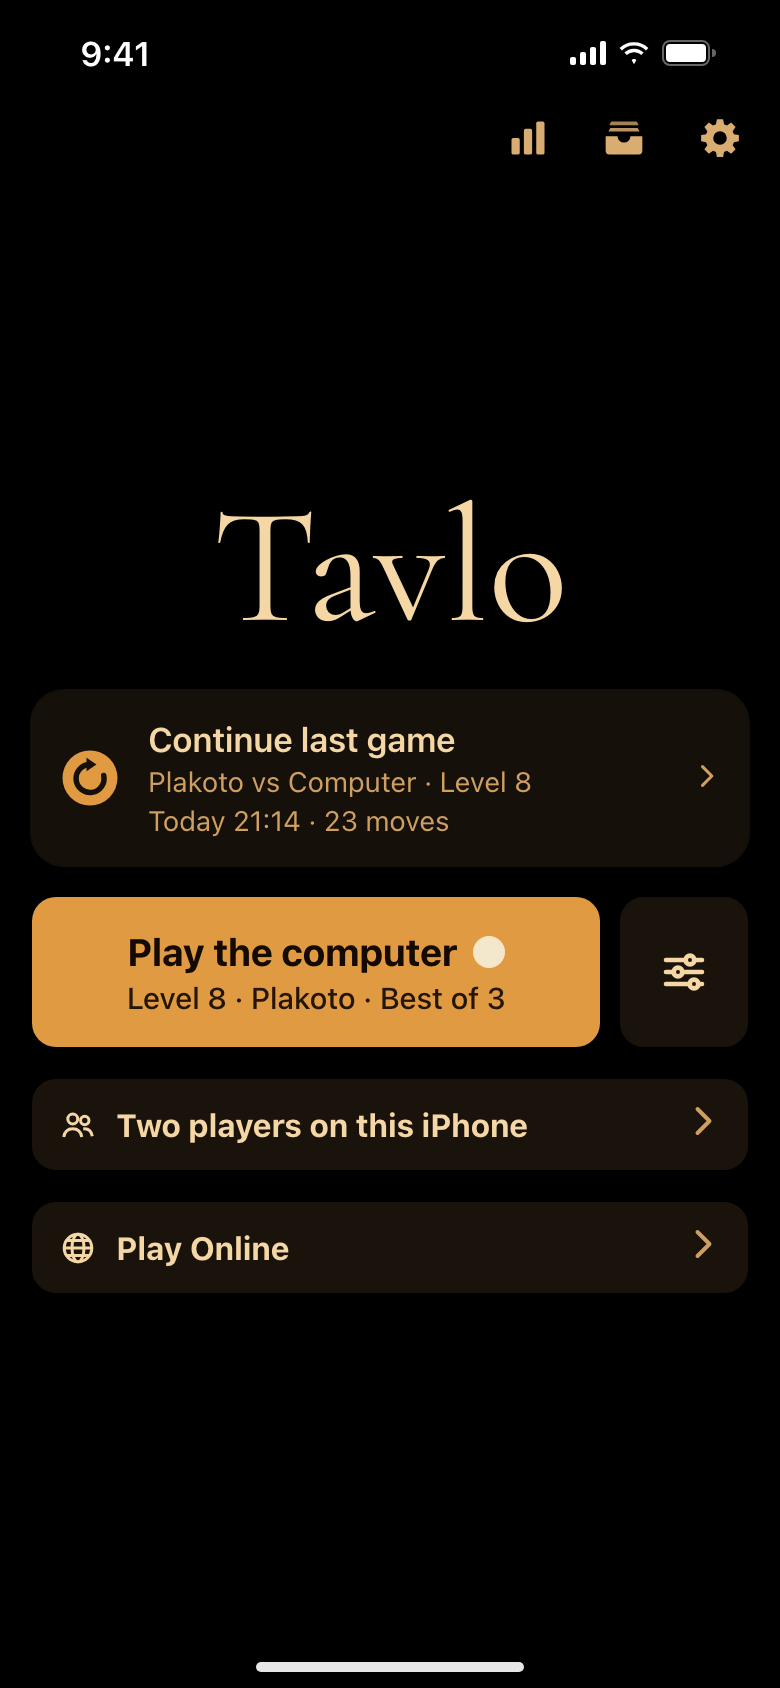 9:41
Tavlo
Continue last game
Plakoto vs Computer · Level 8
Today 21:14 · 23 moves
Play the computer
Level 8 · Plakoto · Best of 3
Two players on this iPhone
Play Online